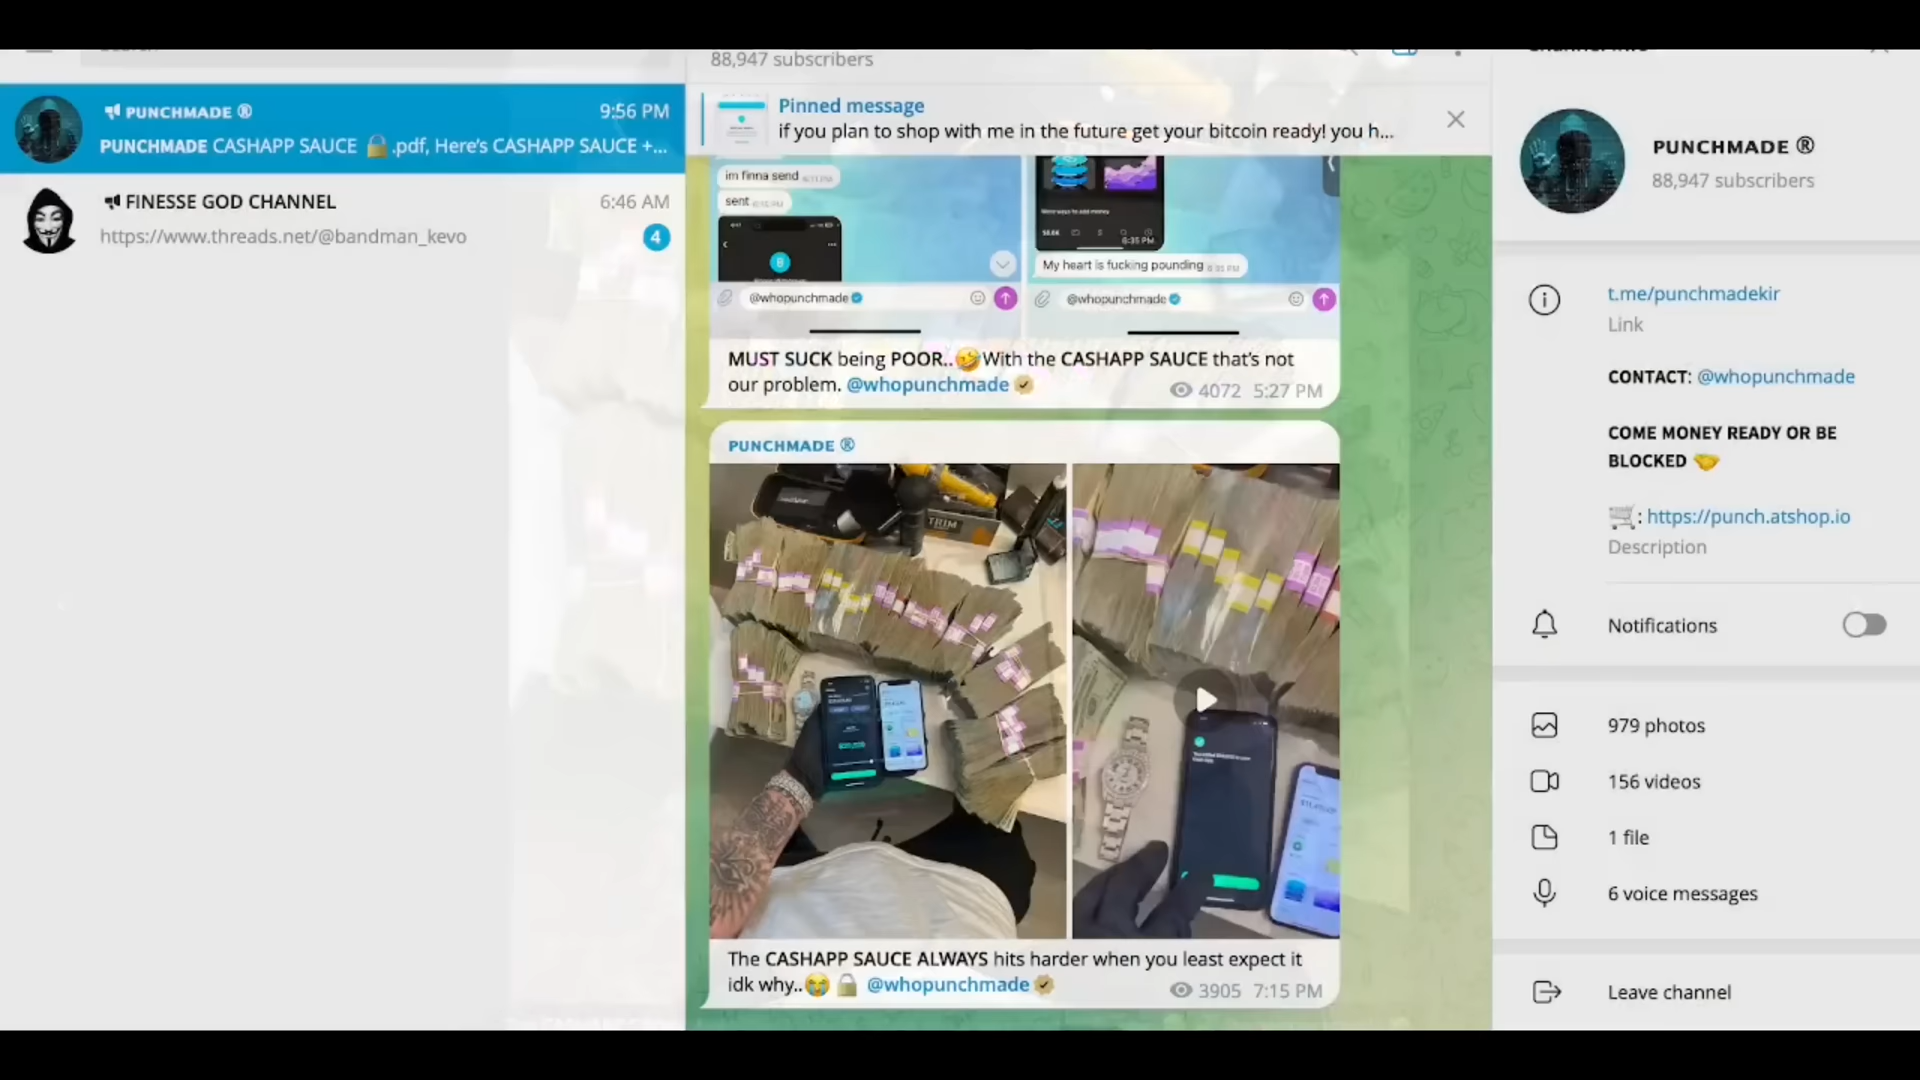 88,947 subscribers
PUNCHMADE ® 9:56 PM
PUNCHMADE CASHAPP SAUCE 🔒.pdf, Here's CASHAPP SAUCE +...
FINESSE GOD CHANNEL 6:46 AM
https://www.threads.net/@bandman_kevo 4
Pinned message
if you plan to shop with me in the future get your bitcoin ready! you h...
im finna send
sent
@whopunchmade
6:35 PM
My heart is fucking pounding
@whopunchmade
MUST SUCK being POOR..🤣With the CASHAPP SAUCE that's not
our problem. @whopunchmade 4072 5:27 PM
PUNCHMADE ®
TRIM
The CASHAPP SAUCE ALWAYS hits harder when you least expect it
idk why..😭🔒 @whopunchmade 3905 7:15 PM
PUNCHMADE ®
88,947 subscribers
t.me/punchmadekir
Link
CONTACT: @whopunchmade
COME MONEY READY OR BE
BLOCKED 🤝
🛒: https://punch.atshop.io
Description
Notifications
979 photos
156 videos
1 file
6 voice messages
Leave channel